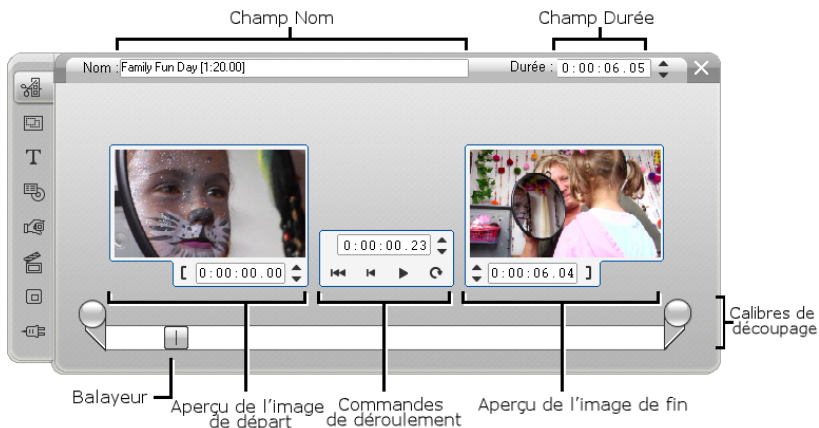 Champ Nom
Champ Durée
Nom : Family Fun Day [1:20.00]
Durée : 0:00:06.05
T
0:00:00.23
[ 0:00:00.00
0:00:06.04 ]
Calibres de
découpage
Balayeur
Aperçu de l'image
de départ
Commandes
de déroulement
Aperçu de l'image de fin